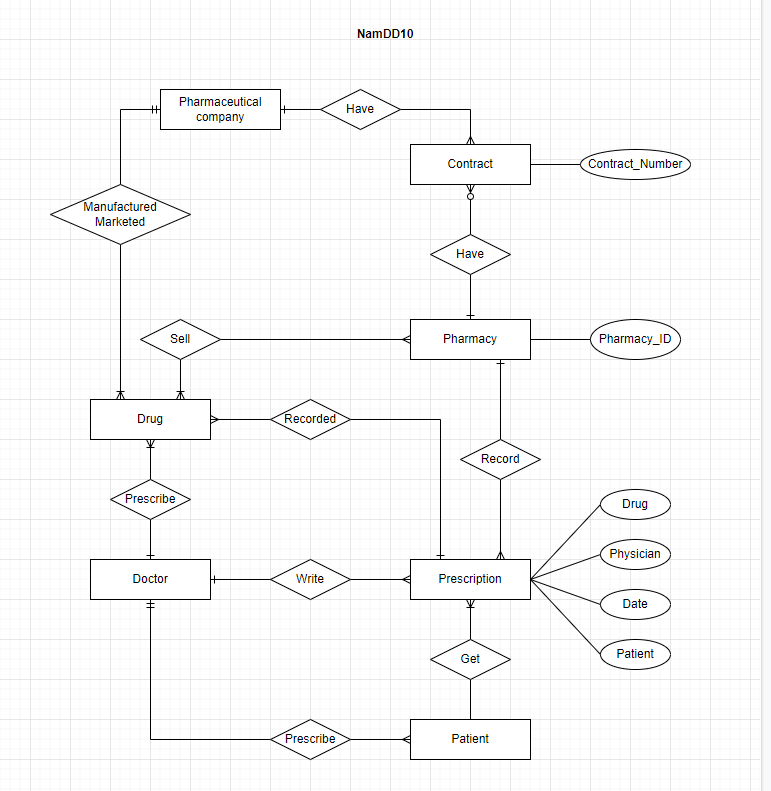 NamDD10
Pharmaceutical
company
Have
Contract
Contract_Number
Manufactured
Marketed
Have
Sell
Pharmacy
Pharmacy_ID
Drug
Recorded
Record
Prescribe
Drug
Physician
Doctor
Write
Prescription
Date
Patient
Get
Prescribe
Patient